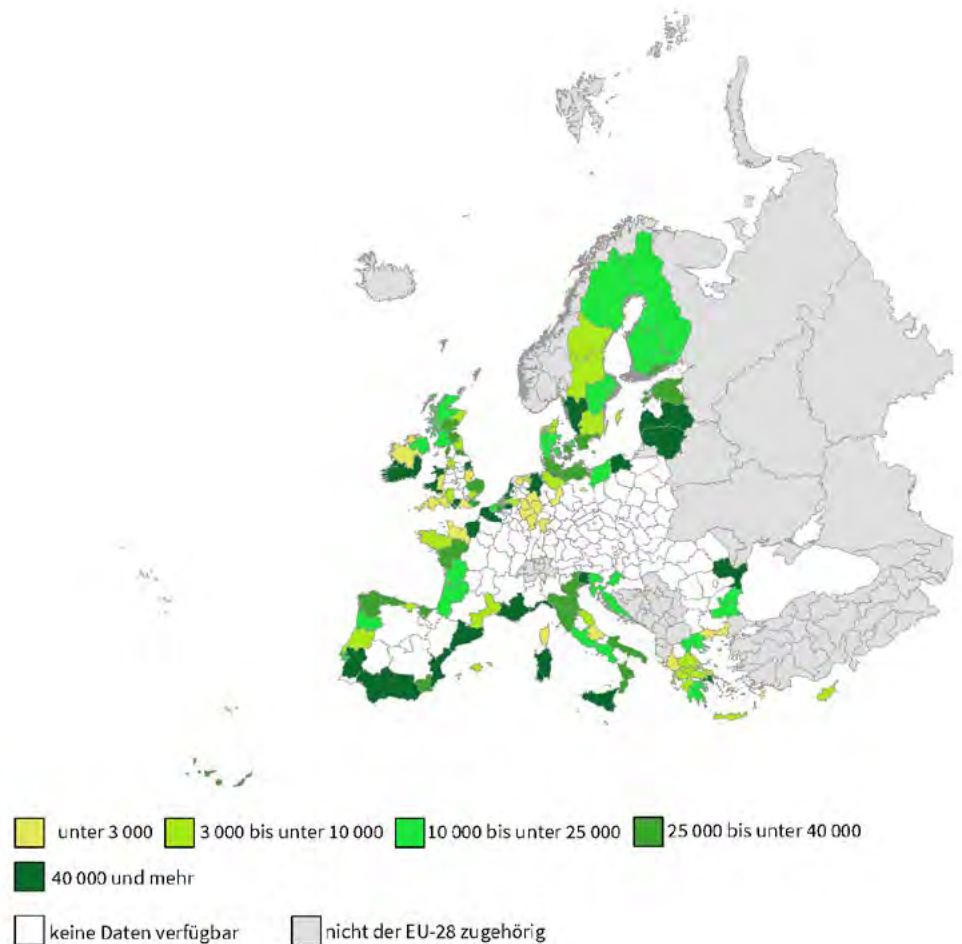 unter 3 000 3 000 bis unter 10 000 10 000 bis unter 25 000 25 000 bis unter 40 000
40 000 und mehr
keine Daten verfügbar nicht der EU-28 zugehörig